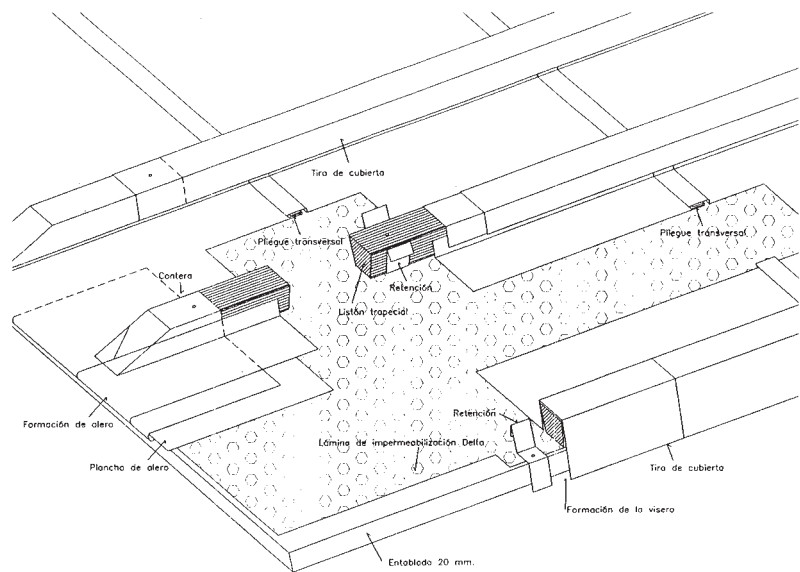 Tira de cubierta
Pliegue transversal
Pliegue transversal
Contera
Retención
Listón trapecial
Formación de alero
Retención
Plancha de alero
Lámina de impermeabilización Delta
Tira de cubierta
Formación de la visera
Entablado 20 mm.